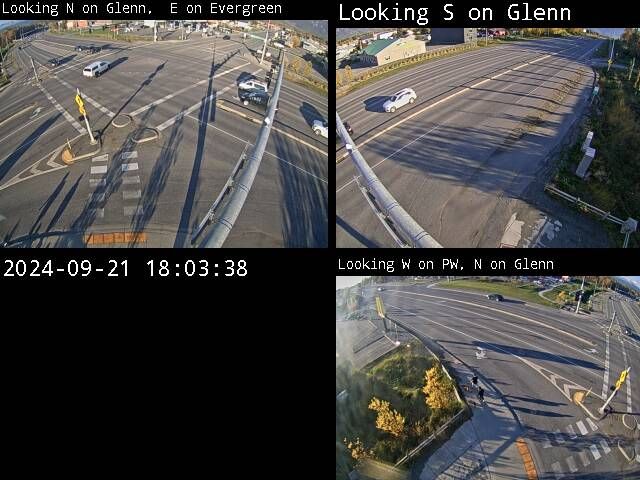 Looking N on Glenn, E on Evergreen
Looking S on Glenn
2024-09-21 18:03:38
Looking W on PW, N on Glenn